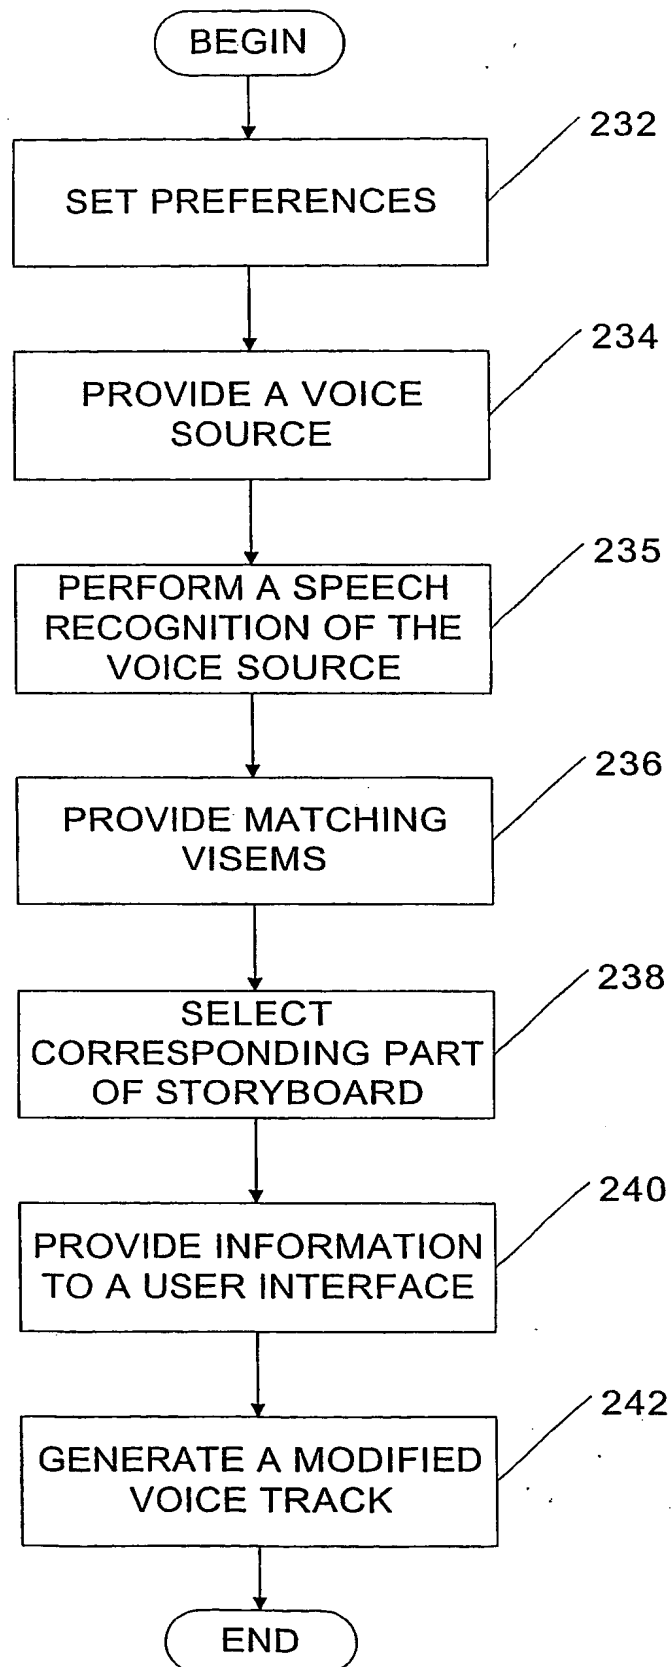 BEGIN
232
SET PREFERENCES
234
PROVIDE A VOICE
SOURCE
235
PERFORM A SPEECH
RECOGNITION OF THE
VOICE SOURCE
236
PROVIDE MATCHING
VISEMS
238
SELECT
CORRESPONDING PART
OF STORYBOARD
240
PROVIDE INFORMATION
TO A USER INTERFACE
242
GENERATE A MODIFIED
VOICE TRACK
END